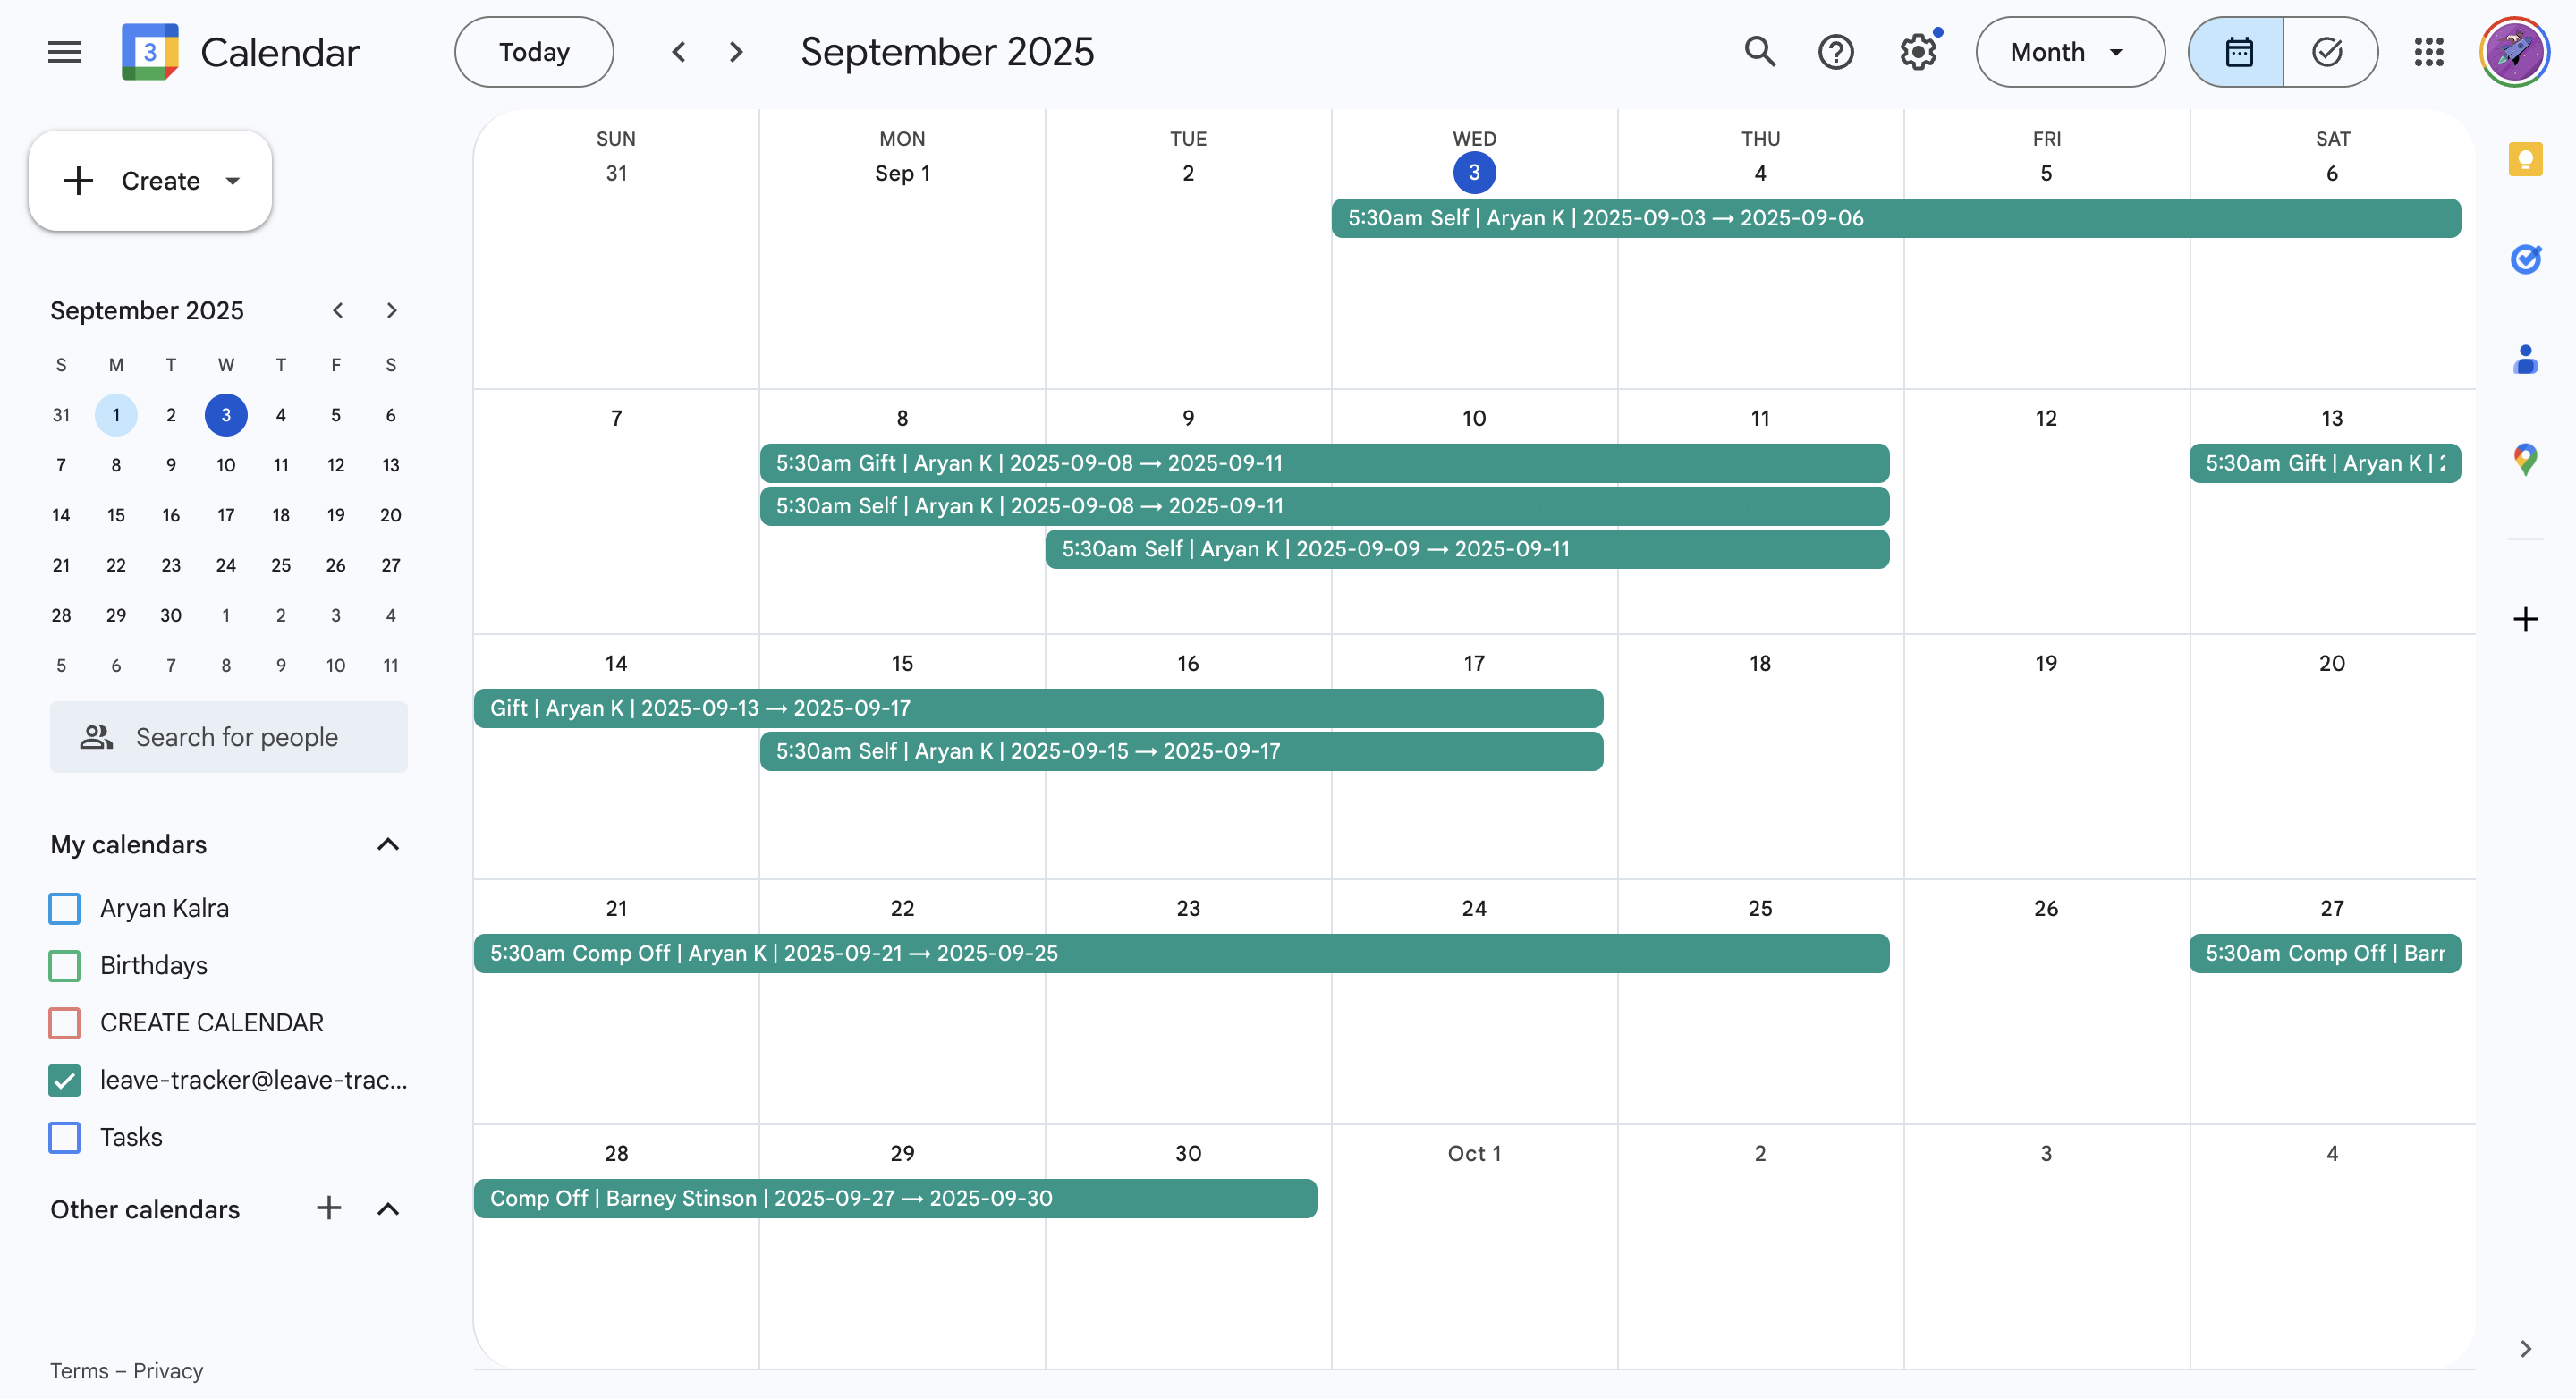 3 Calendar Today September 2025 Month
Create
September 2025
S M T W T F S
31 1 2 3 4 5 6
7 8 9 10 11 12 13
14 15 16 17 18 19 20
21 22 23 24 25 26 27
28 29 30 1 2 3 4
5 6 7 8 9 10 11
Search for people
My calendars
Aryan Kalra
Birthdays
CREATE CALENDAR
leave-tracker@leave-trac...
Tasks
Other calendars
Terms – Privacy
SUN MON TUE WED THU FRI SAT
31 Sep 1 2 3 4 5 6
5:30am Self | Aryan K | 2025-09-03 → 2025-09-06
7 8 9 10 11 12 13
5:30am Gift | Aryan K | 2025-09-08 → 2025-09-11
5:30am Gift | Aryan K |
5:30am Self | Aryan K | 2025-09-08 → 2025-09-11
5:30am Self | Aryan K | 2025-09-09 → 2025-09-11
14 15 16 17 18 19 20
Gift | Aryan K | 2025-09-13 → 2025-09-17
5:30am Self | Aryan K | 2025-09-15 → 2025-09-17
21 22 23 24 25 26 27
5:30am Comp Off | Aryan K | 2025-09-21 → 2025-09-25
5:30am Comp Off | Barr
28 29 30 Oct 1 2 3 4
Comp Off | Barney Stinson | 2025-09-27 → 2025-09-30